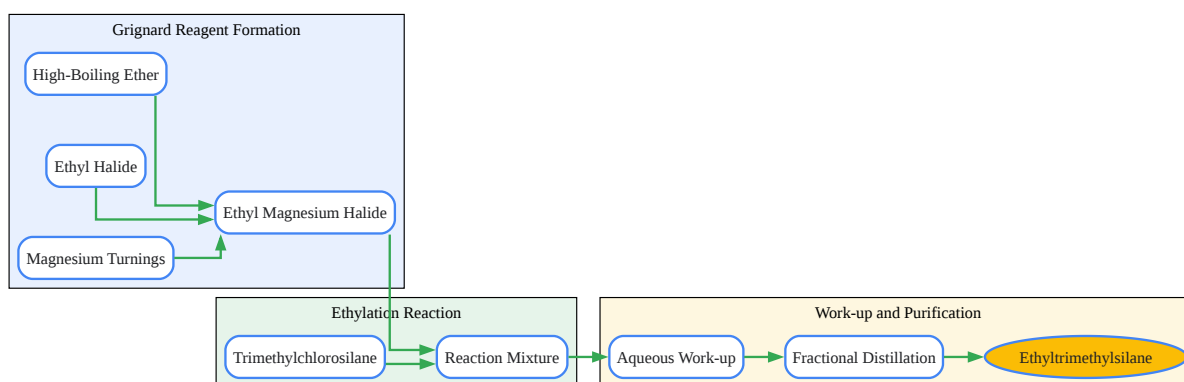 Grignard Reagent Formation
High-Boiling Ether
Ethyl Halide
Ethyl Magnesium Halide
Magnesium Turnings
Ethylation Reaction
Trimethylchlorosilane
Reaction Mixture
Work-up and Purification
Aqueous Work-up
Fractional Distillation
Ethyltrimethylsilane